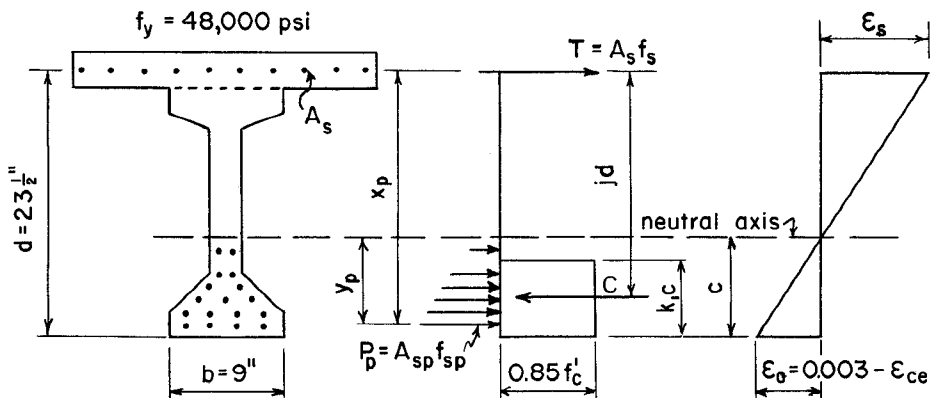 f_y = 48,000 psi
A_s
d = 23 1/2"
b = 9"
x_p
y_p
T = A_s f_s
jd
C
k_1 c
P_p = A_sp f_sp
0.85 f'_c
neutral axis
c
ε_s
ε_o = 0.003 - ε_ce